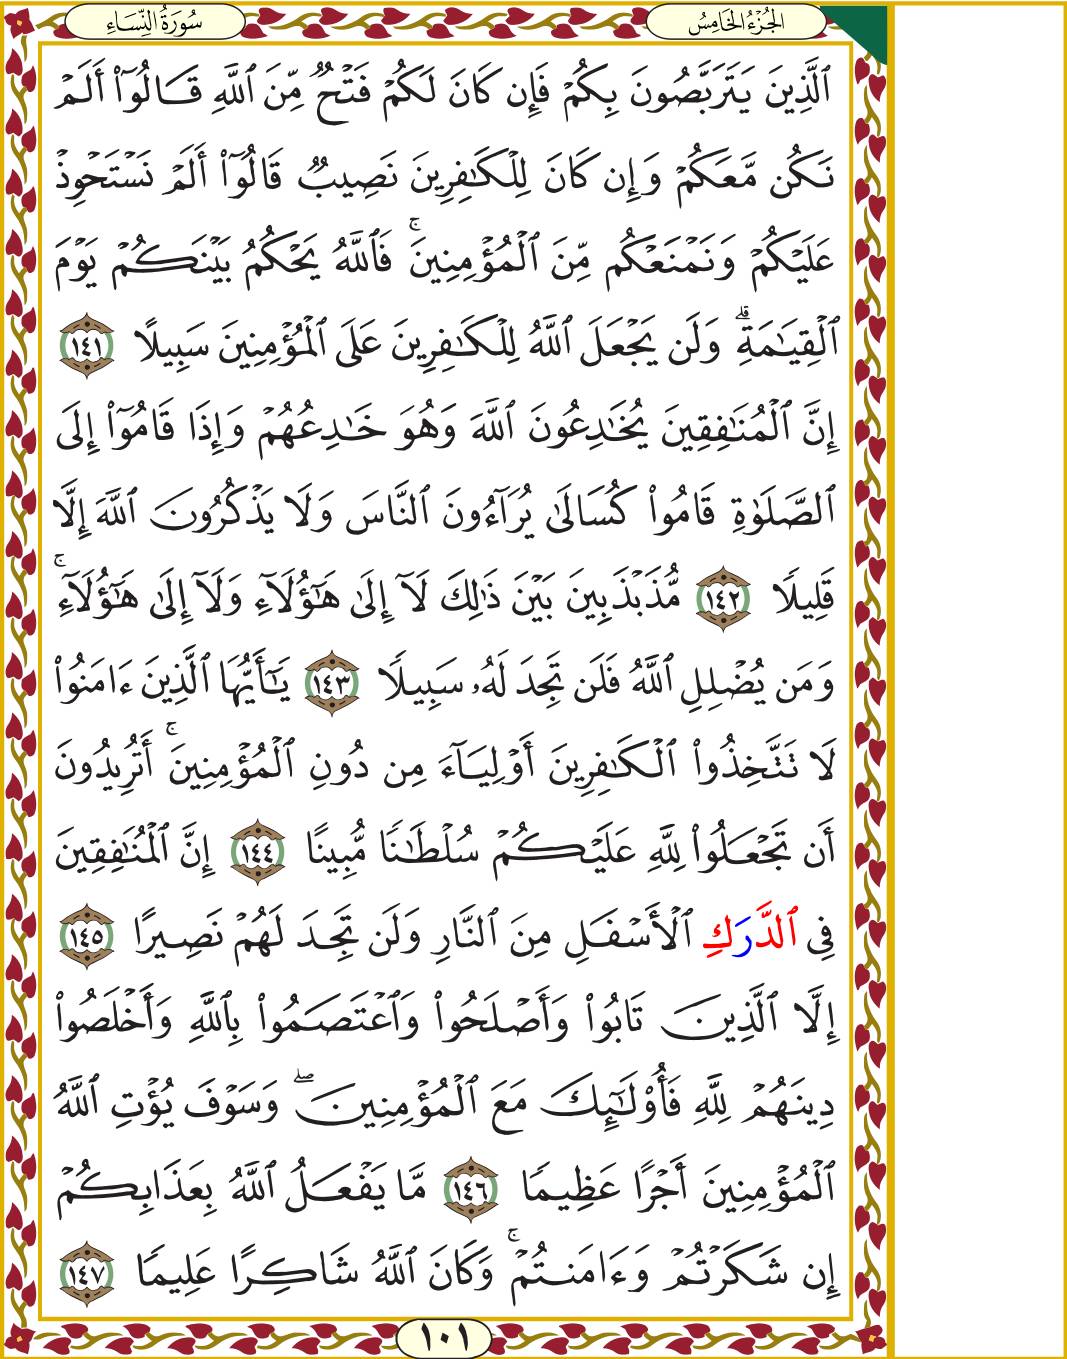 سُورَةُ النِّسَاءِ
الجُزْءُ الخَامِسُ
ٱلَّذِينَ يَتَرَبَّصُونَ بِكُمْ فَإِن كَانَ لَكُمْ فَتْحٌ مِّنَ ٱللَّهِ قَالُوٓا۟ أَلَمْ
نَكُن مَّعَكُمْ وَإِن كَانَ لِلْكَـٰفِرِينَ نَصِيبٌ قَالُوٓا۟ أَلَمْ نَسْتَحْوِذْ
عَلَيْكُمْ وَنَمْنَعْكُم مِّنَ ٱلْمُؤْمِنِينَ ۚ فَٱللَّهُ يَحْكُمُ بَيْنَكُمْ يَوْمَ
ٱلْقِيَـٰمَةِ ۗ وَلَن يَجْعَلَ ٱللَّهُ لِلْكَـٰفِرِينَ عَلَى ٱلْمُؤْمِنِينَ سَبِيلًا ١٤١
إِنَّ ٱلْمُنَـٰفِقِينَ يُخَـٰدِعُونَ ٱللَّهَ وَهُوَ خَـٰدِعُهُمْ وَإِذَا قَامُوٓا۟ إِلَى
ٱلصَّلَوٰةِ قَامُوا۟ كُسَالَىٰ يُرَآءُونَ ٱلنَّاسَ وَلَا يَذْكُرُونَ ٱللَّهَ إِلَّا
قَلِيلًا ١٤٢ مُّذَبْذَبِينَ بَيْنَ ذَٰلِكَ لَآ إِلَىٰ هَـٰٓؤُلَآءِ وَلَآ إِلَىٰ هَـٰٓؤُلَآءِ ۚ
وَمَن يُضْلِلِ ٱللَّهُ فَلَن تَجِدَ لَهُۥ سَبِيلًا ١٤٣ يَـٰٓأَيُّهَا ٱلَّذِينَ ءَامَنُوا۟
لَا تَتَّخِذُوا۟ ٱلْكَـٰفِرِينَ أَوْلِيَآءَ مِن دُونِ ٱلْمُؤْمِنِينَ ۚ أَتُرِيدُونَ
أَن تَجْعَلُوا۟ لِلَّهِ عَلَيْكُمْ سُلْطَـٰنًا مُّبِينًا ١٤٤ إِنَّ ٱلْمُنَـٰفِقِينَ
فِى ٱلدَّرَكِ ٱلْأَسْفَلِ مِنَ ٱلنَّارِ وَلَن تَجِدَ لَهُمْ نَصِيرًا ١٤٥
إِلَّا ٱلَّذِينَ تَابُوا۟ وَأَصْلَحُوا۟ وَٱعْتَصَمُوا۟ بِٱللَّهِ وَأَخْلَصُوا۟
دِينَهُمْ لِلَّهِ فَأُو۟لَـٰٓئِكَ مَعَ ٱلْمُؤْمِنِينَ ۖ وَسَوْفَ يُؤْتِ ٱللَّهُ
ٱلْمُؤْمِنِينَ أَجْرًا عَظِيمًا ١٤٦ مَّا يَفْعَلُ ٱللَّهُ بِعَذَابِكُمْ
إِن شَكَرْتُمْ وَءَامَنتُمْ ۚ وَكَانَ ٱللَّهُ شَاكِرًا عَلِيمًا ١٤٧
١٠١